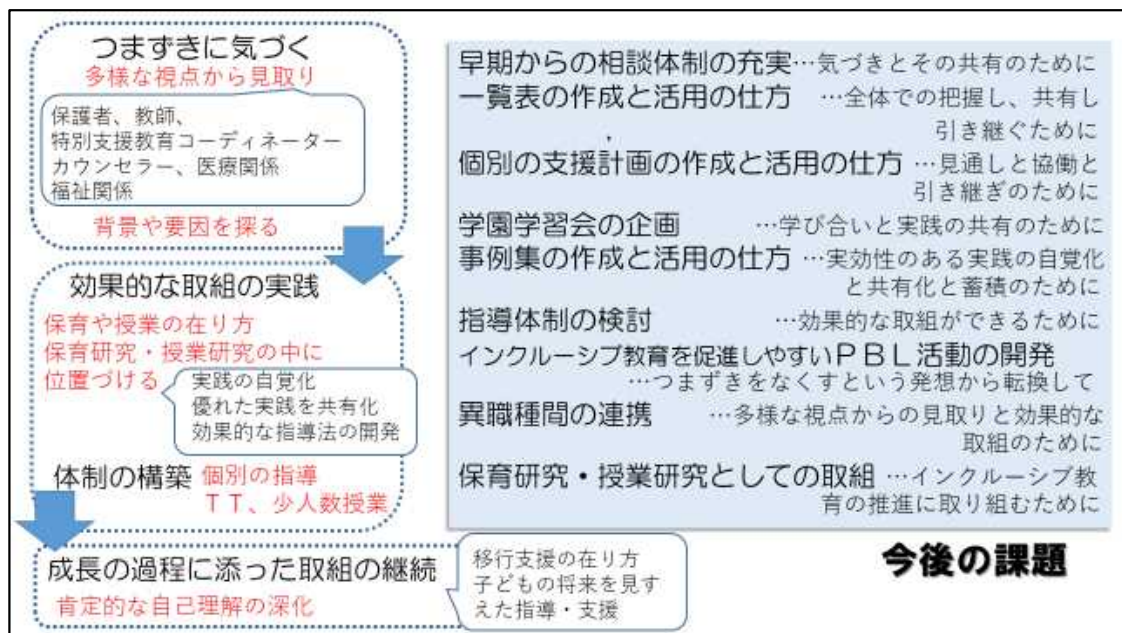 つまずきに気づく
多様な視点から見取り
保護者、教師、
特別支援教育コーディネーター
カウンセラー、医療関係
福祉関係
背景や要因を探る
効果的な取組の実践
保育や授業の在り方
保育研究・授業研究の中に
位置づける
実践の自覚化
優れた実践を共有化
効果的な指導法の開発
体制の構築 個別の指導
ＴＴ、少人数授業
成長の過程に添った取組の継続
肯定的な自己理解の深化
移行支援の在り方
子どもの将来を見す
えた指導・支援
早期からの相談体制の充実…気づきとその共有のために
一覧表の作成と活用の仕方 …全体での把握し、共有し
引き継ぐために
個別の支援計画の作成と活用の仕方 …見通しと協働と
引き継ぎのために
学園学習会の企画 …学び合いと実践の共有のために
事例集の作成と活用の仕方 …実効性のある実践の自覚化
と共有化と蓄積のために
指導体制の検討 …効果的な取組ができるために
インクルーシブ教育を促進しやすいＰＢＬ活動の開発
…つまずきをなくすという発想から転換して
異職種間の連携 …多様な視点からの見取りと効果的な
取組のために
保育研究・授業研究としての取組 …インクルーシブ教
育の推進に取り組むために
今後の課題